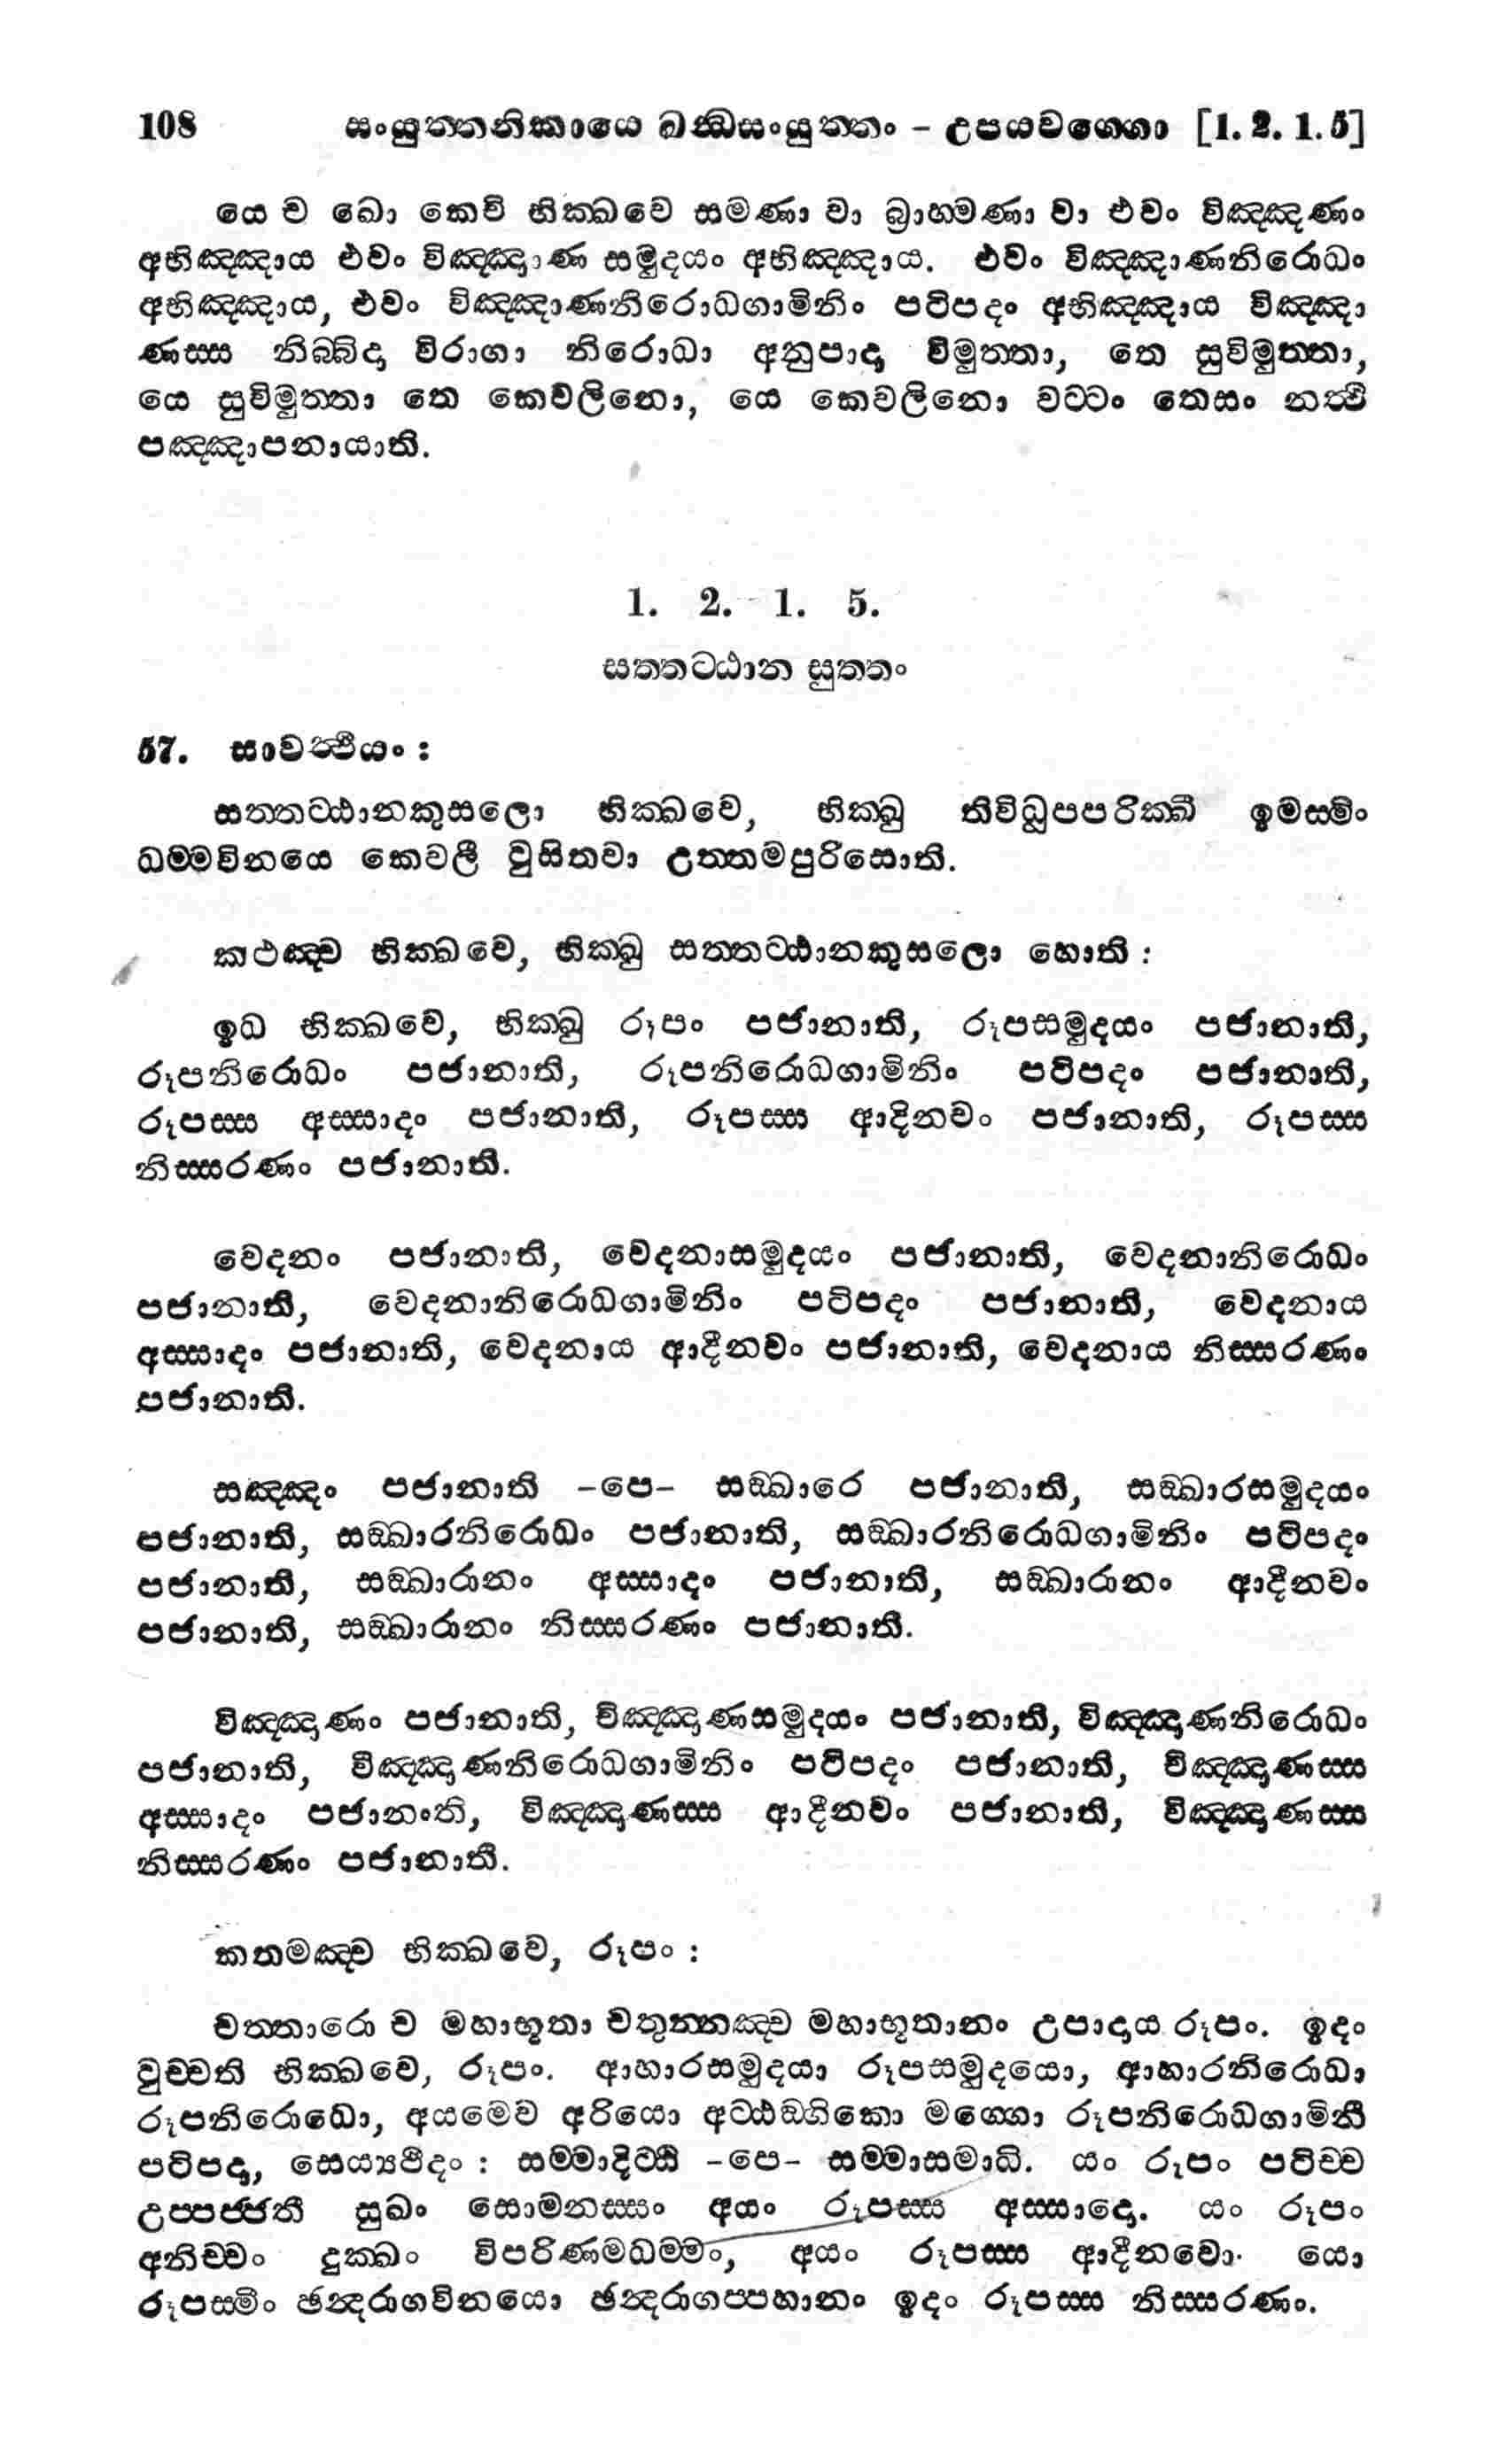 108 සංයුත්තනිකායෙ ඛන්ධසංයුත්තං - උපයවග්ගො [1. 2. 1. 5]
යෙ ච ඛො කෙචි භික්ඛවෙ සමණා වා බ්‍රාහමණා වා එවං විඤ්ඤණං
අභිඤ්ඤාය එවං විඤ්ඤාණ සමුදයං අභිඤ්ඤාය. එවං විඤ්ඤාණනිරොධං
අභිඤ්ඤාය, එවං විඤ්ඤාණනිරොධගාමිනිං පටිපදං අභිඤ්ඤාය විඤ්ඤා
ණස්ස නිබ්බිදා විරාගා නිරොධා අනුපාදා විමුත්තා, තෙ සුවිමුත්තා,
යෙ සුවිමුත්තා තෙ කෙවලිනො, යෙ කෙවලිනො වට්ටං තෙසං නත්ථි
පඤ්ඤාපනායාති.
1. 2. 1. 5.
සත්තට්ඨාන සුත්තං
57. සාවත්ථියං :
සත්තට්ඨානකුසලො භික්ඛවෙ, භික්ඛු තිවිධූපපරික්ඛී ඉමස්මිං
ධම්මවිනයෙ කෙවලී වුසිතවා උත්තමපුරිසොති.
කථඤ්ච භික්ඛවෙ, භික්ඛු සත්තට්ඨානකුසලො හොති :
ඉධ භික්ඛවෙ, භික්ඛු රූපං පජානාති, රූපසමුදයං පජානාති,
රූපනිරොධං පජානාති, රූපනිරොධගාමිනිං පටිපදං පජානාති,
රූපස්ස අස්සාදං පජානාති, රූපස්ස ආදිනවං පජානාති, රූපස්ස
නිස්සරණං පජානාති.
වෙදනං පජානාති, වෙදනාසමුදයං පජානාති, වෙදනානිරොධං
පජානාති, වෙදනානිරොධගාමිනිං පටිපදං පජානාති, වෙදනාය
අස්සාදං පජානාති, වෙදනාය ආදීනවං පජානාති, වෙදනාය නිස්සරණං
පජානාති.
සඤ්ඤං පජානාති -පෙ- සඞ්ඛාරෙ පජානාති, සඞ්ඛාරසමුදයං
පජානාති, සඞ්ඛාරනිරොධං පජානාති, සඞ්ඛාරනිරොධගාමිනිං පටිපදං
පජානාති, සඞ්ඛාරානං අස්සාදං පජානාති, සඞ්ඛාරානං ආදීනවං
පජානාති, සඞ්ඛාරානං නිස්සරණං පජානාති.
විඤ්ඤාණං පජානාති, විඤ්ඤාණසමුදයං පජානාති, විඤ්ඤාණනිරොධං
පජානාති, විඤ්ඤාණනිරොධගාමිනිං පටිපදං පජානාති, විඤ්ඤාණස්ස
අස්සාදං පජානංති, විඤ්ඤාණස්ස ආදීනවං පජානාති, විඤ්ඤාණස්ස
නිස්සරණං පජානාති.
කතමඤ්ච භික්ඛවෙ, රූපං :
චත්තාරො ච මහාභූතා චතුන්නඤ්ච මහාභූතානං උපාදාය රූපං. ඉදං
වුච්චති භික්ඛවෙ, රූපං. ආහාරසමුදයා රූපසමුදයො, ආහාරනිරොධා
රූපනිරොධො, අයමෙව අරියො අට්ඨඞ්ගිකො මග්ගො රූපනිරොධගාමිනී
පටිපදා, සෙය්‍යථීදං : සම්මාදිට්ඨි -පෙ- සම්මාසමාධි. යං රූපං පටිච්ච
උප්පජ්ජති සුඛං සොමනස්සං අයං රූපස්ස අස්සාදො. යං රූපං
අනිච්චං දුක්ඛං විපරිණාමධම්මං, අයං රූපස්ස ආදීනවො. යො
රූපස්මිං ඡන්දරාගවිනයො ඡන්දරාගප්පහානං ඉදං රූපස්ස නිස්සරණං.